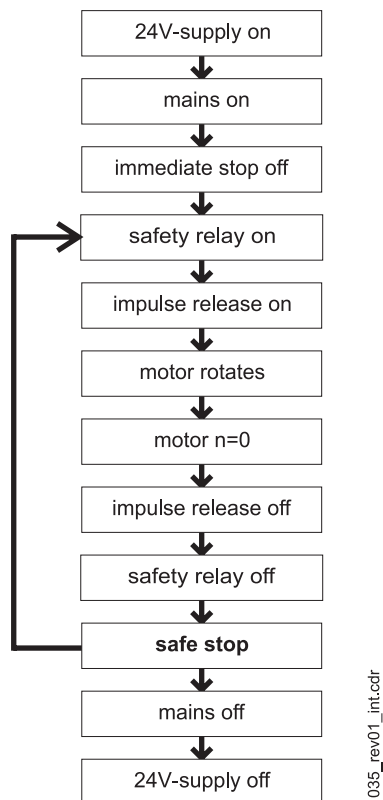 24V-supply on
mains on
immediate stop off
safety relay on
impulse release on
motor rotates
motor n=0
impulse release off
safety relay off
safe stop
mains off
24V-supply off
035_rev01_int.cdr